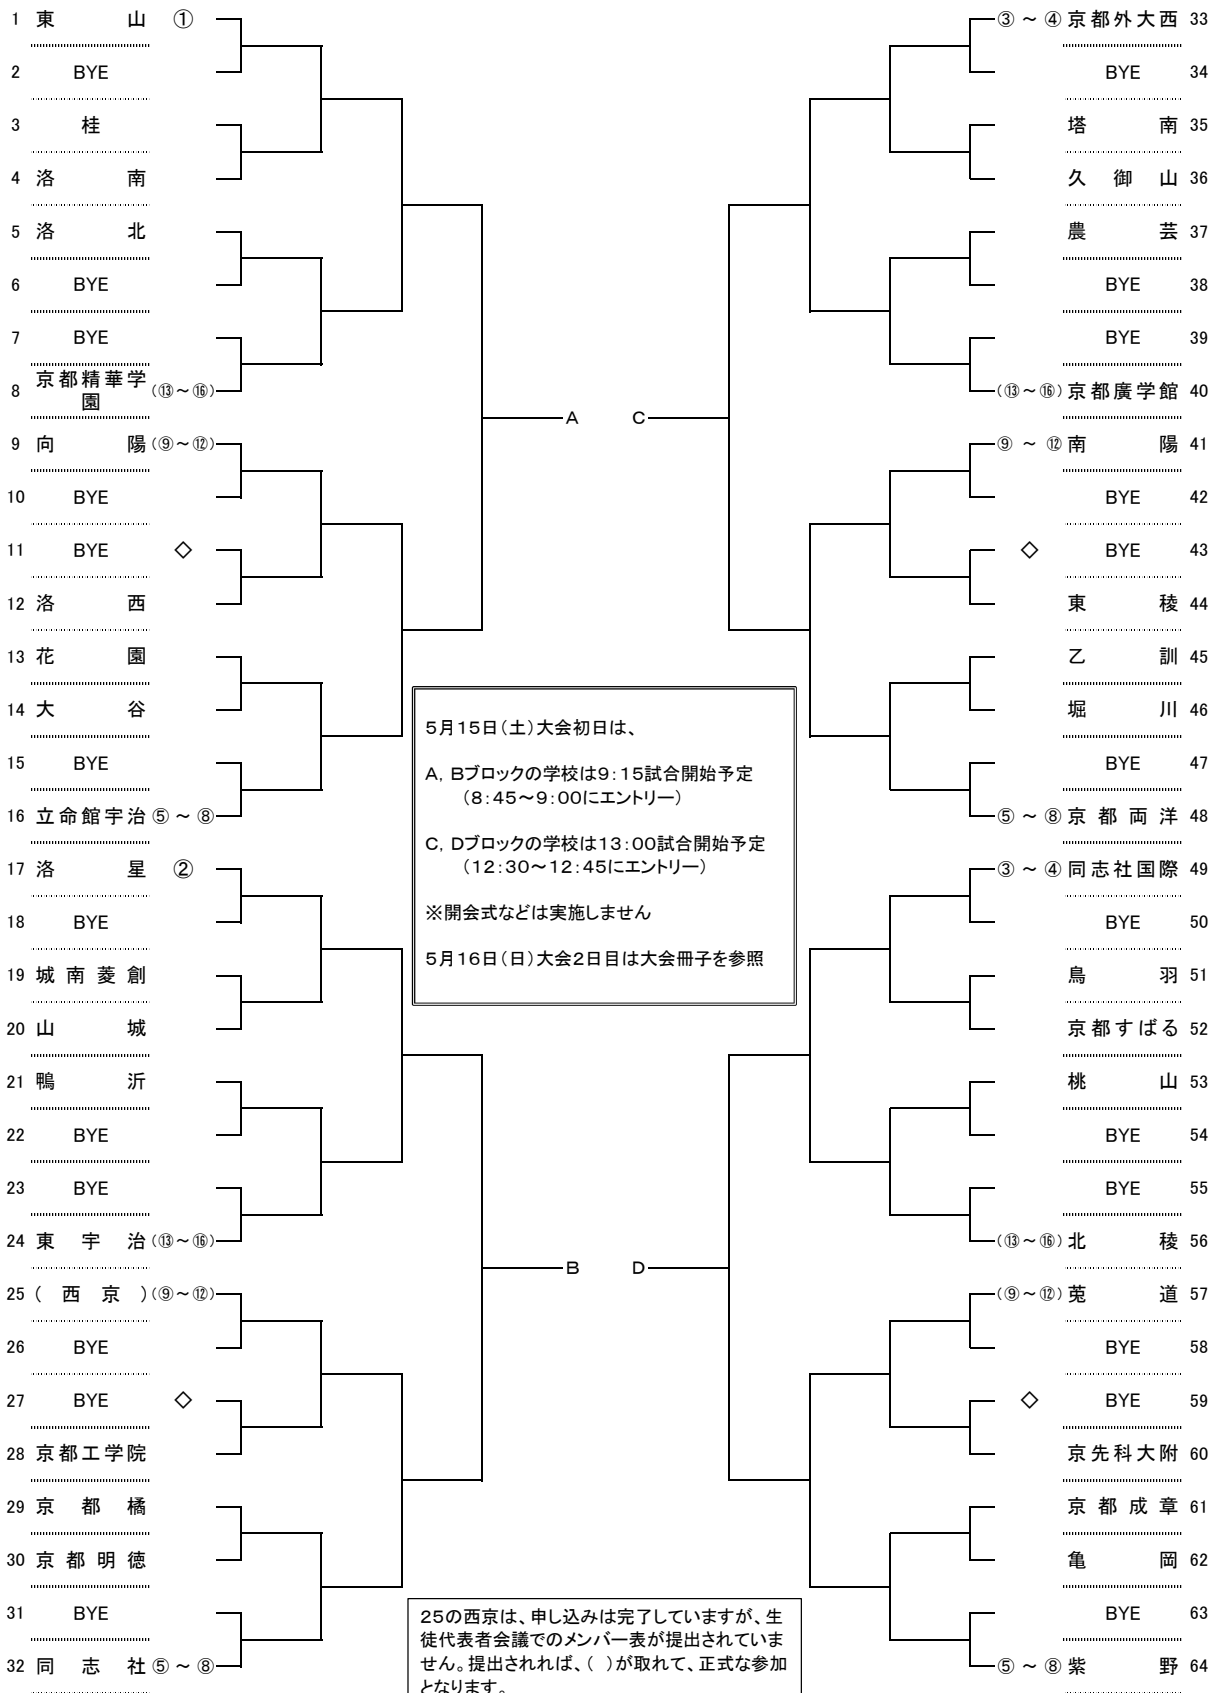 1 東山 ①
2 BYE
3 桂
4 洛南
5 洛北
6 BYE
7 BYE
8 京都精華学園 (⑬～⑯)
9 向陽 (⑨～⑫)
10 BYE
11 BYE ◇
12 洛西
13 花園
14 大谷
15 BYE
16 立命館宇治 ⑤～⑧
17 洛星 ②
18 BYE
19 城南菱創
20 山城
21 鴨沂
22 BYE
23 BYE
24 東宇治 (⑬～⑯)
25 (西京) (⑨～⑫)
26 BYE
27 BYE ◇
28 京都工学院
29 京都橘
30 京都明徳
31 BYE
32 同志社 ⑤～⑧
A
B
C
D
5月15日(土)大会初日は、
A, Bブロックの学校は9:15試合開始予定
(8:45～9:00にエントリー)
C, Dブロックの学校は13:00試合開始予定
(12:30～12:45にエントリー)
※開会式などは実施しません
5月16日(日)大会2日目は大会冊子を参照
25の西京は、申し込みは完了していますが、生
徒代表者会議でのメンバー表が提出されていま
せん。提出されれば、( )が取れて、正式な参加
となります。
③～④ 京都外大西 33
BYE 34
塔南 35
久御山 36
農芸 37
BYE 38
BYE 39
(⑬～⑯) 京都廣学館 40
⑨～⑫ 南陽 41
BYE 42
◇ BYE 43
東稜 44
乙訓 45
堀川 46
BYE 47
⑤～⑧ 京都両洋 48
③～④ 同志社国際 49
BYE 50
鳥羽 51
京都すばる 52
桃山 53
BYE 54
BYE 55
(⑬～⑯) 北稜 56
(⑨～⑫) 莵道 57
BYE 58
◇ BYE 59
京先科大附 60
京都成章 61
亀岡 62
BYE 63
⑤～⑧ 紫野 64